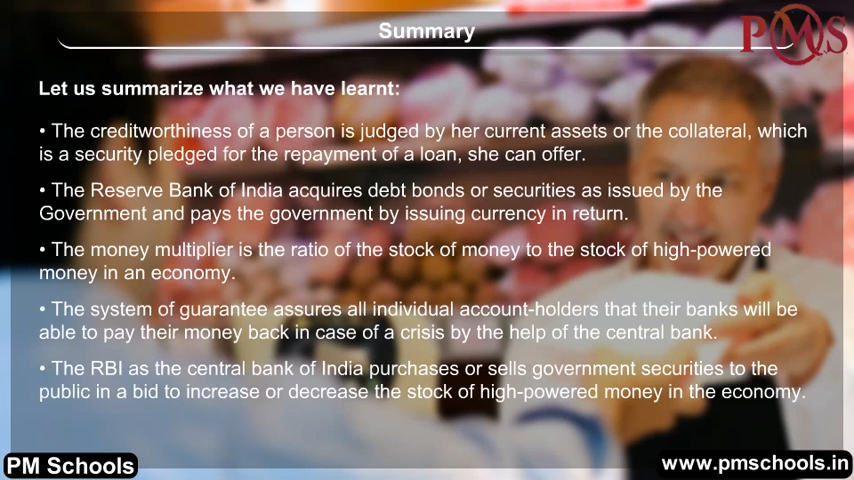 Summary
PMS
Let us summarize what we have learnt:
• The creditworthiness of a person is judged by her current assets or the collateral, which
is a security pledged for the repayment of a loan, she can offer.
• The Reserve Bank of India acquires debt bonds or securities as issued by the
Government and pays the government by issuing currency in return.
• The money multiplier is the ratio of the stock of money to the stock of high-powered
money in an economy.
• The system of guarantee assures all individual account-holders that their banks will be
able to pay their money back in case of a crisis by the help of the central bank.
• The RBI as the central bank of India purchases or sells government securities to the
public in a bid to increase or decrease the stock of high-powered money in the economy.
PM Schools
www.pmschools.in